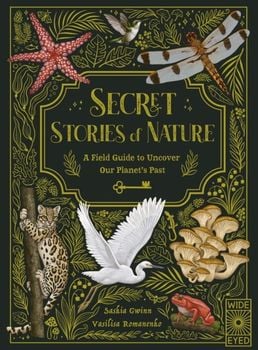 SECRET
STORIES of NATURE
A Field Guide to Uncover
Our Planet's Past
Saskia Gwinn
Vasilisa Romanenko
WIDE
EYED